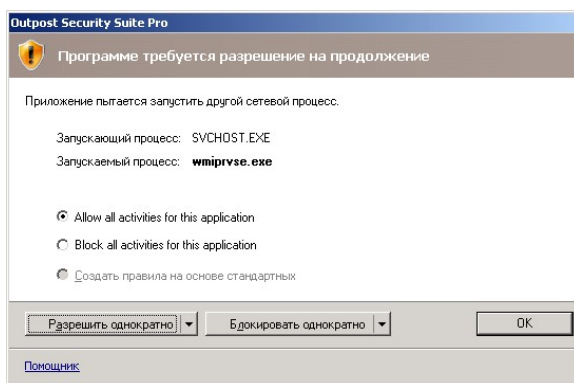 Outpost Security Suite Pro
Программе требуется разрешение на продолжение
Приложение пытается запустить другой сетевой процесс.
Запускающий процесс: SVCHOST.EXE
Запускаемый процесс: wmiprvse.exe
Allow all activities for this application
Block all activities for this application
Создать правила на основе стандартных
Разрешить однократно Блокировать однократно OK
Помощник